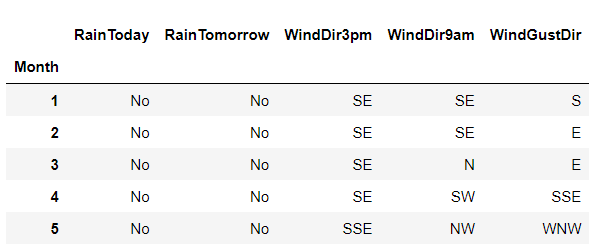 RainToday RainTomorrow WindDir3pm WindDir9am WindGustDir
Month
1 No No SE SE S
2 No No SE SE E
3 No No SE N E
4 No No SE SW SSE
5 No No SSE NW WNW